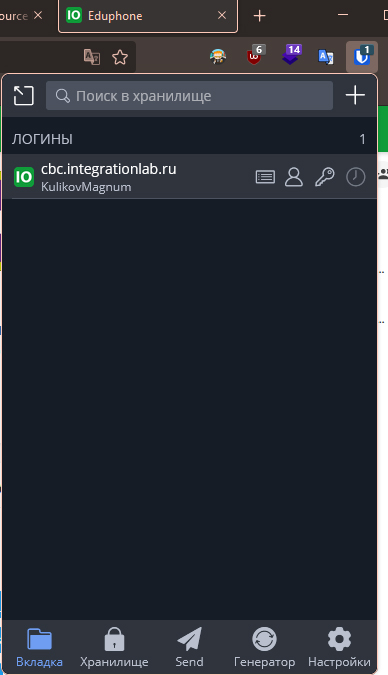 ource
IO Eduphone
6
14
1
Поиск в хранилище
ЛОГИНЫ
1
IO cbc.integrationlab.ru
KulikovMagnum
Вкладка
Хранилище
Send
Генератор
Настройки